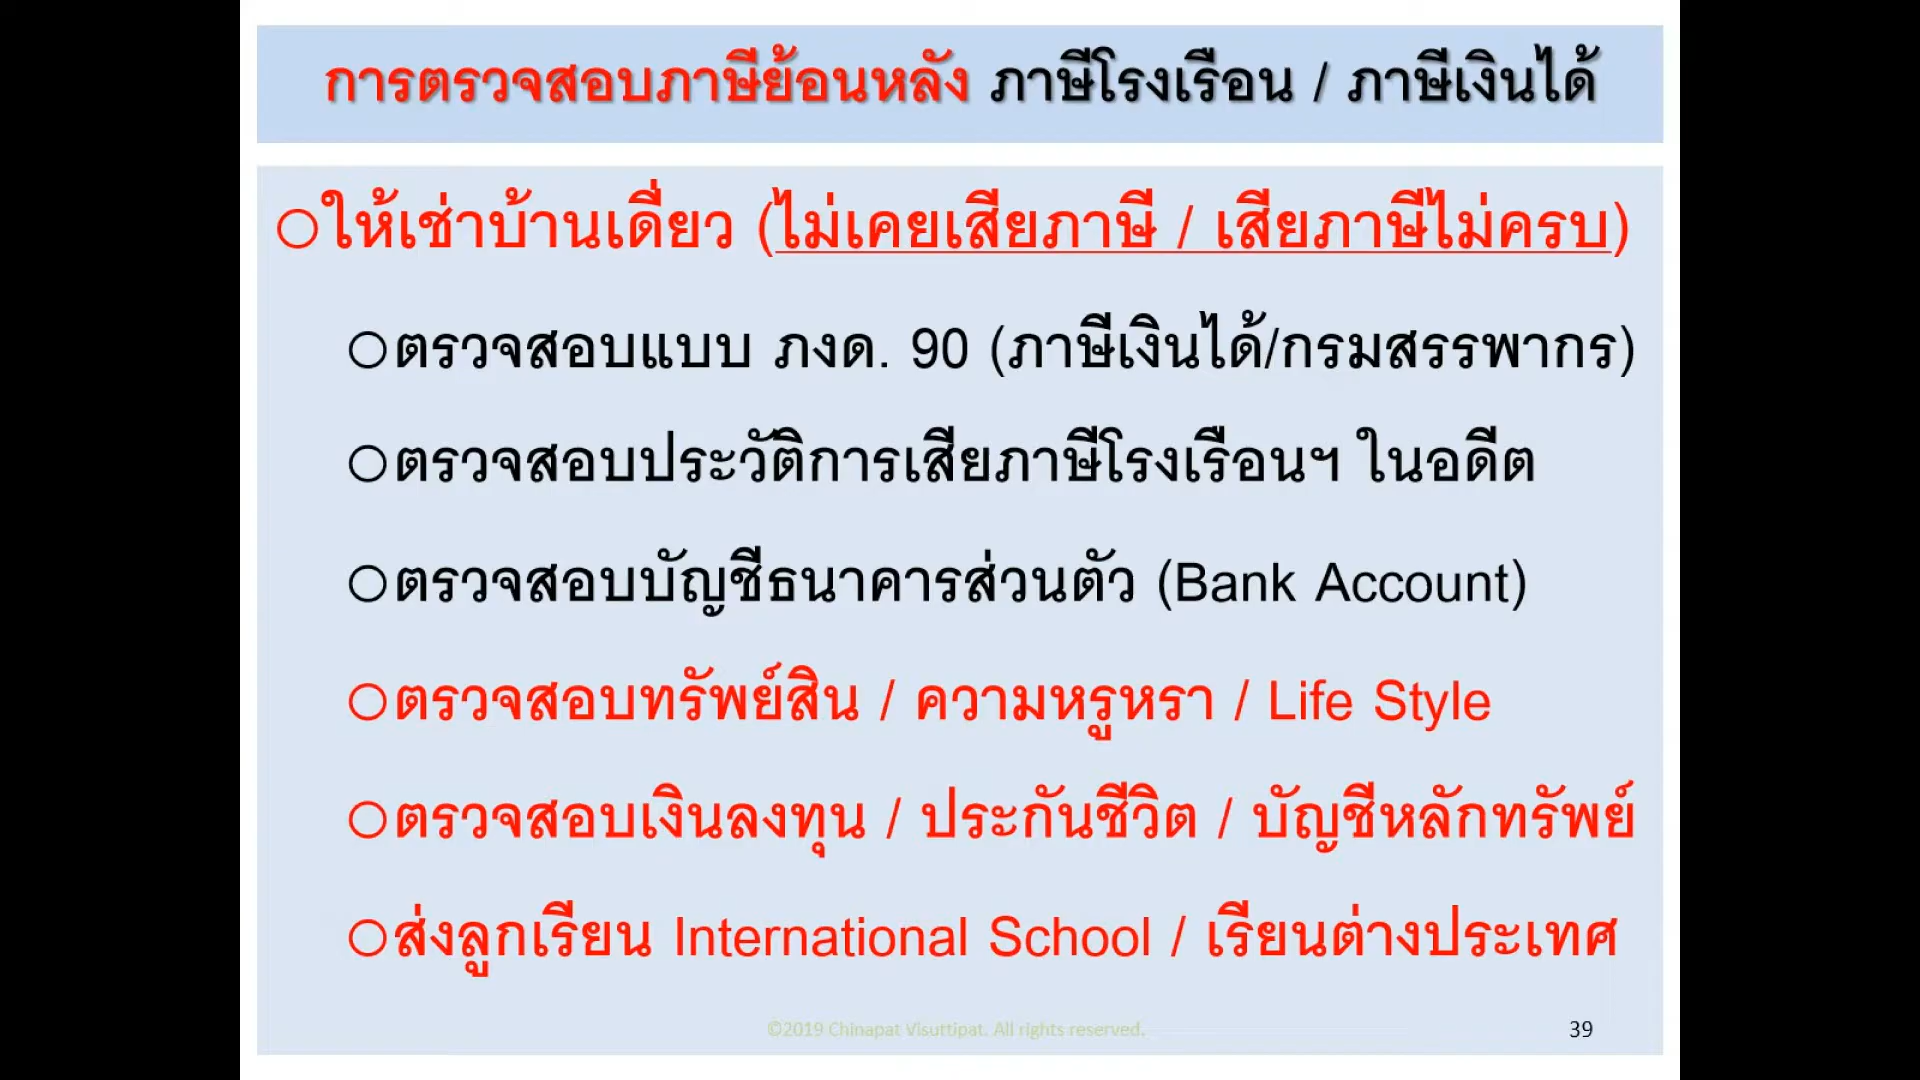 การตรวจสอบภาษีย้อนหลัง ภาษีโรงเรือน / ภาษีเงินได้
ให้เช่าบ้านเดี่ยว (ไม่เคยเสียภาษี / เสียภาษีไม่ครบ)
ตรวจสอบแบบ ภงด. 90 (ภาษีเงินได้/กรมสรรพากร)
ตรวจสอบประวัติการเสียภาษีโรงเรือนฯ ในอดีต
ตรวจสอบบัญชีธนาคารส่วนตัว (Bank Account)
ตรวจสอบทรัพย์สิน / ความหรูหรา / Life Style
ตรวจสอบเงินลงทุน / ประกันชีวิต / บัญชีหลักทรัพย์
ส่งลูกเรียน International School / เรียนต่างประเทศ
©2019 Chinapat Visuttipat. All rights reserved.
39